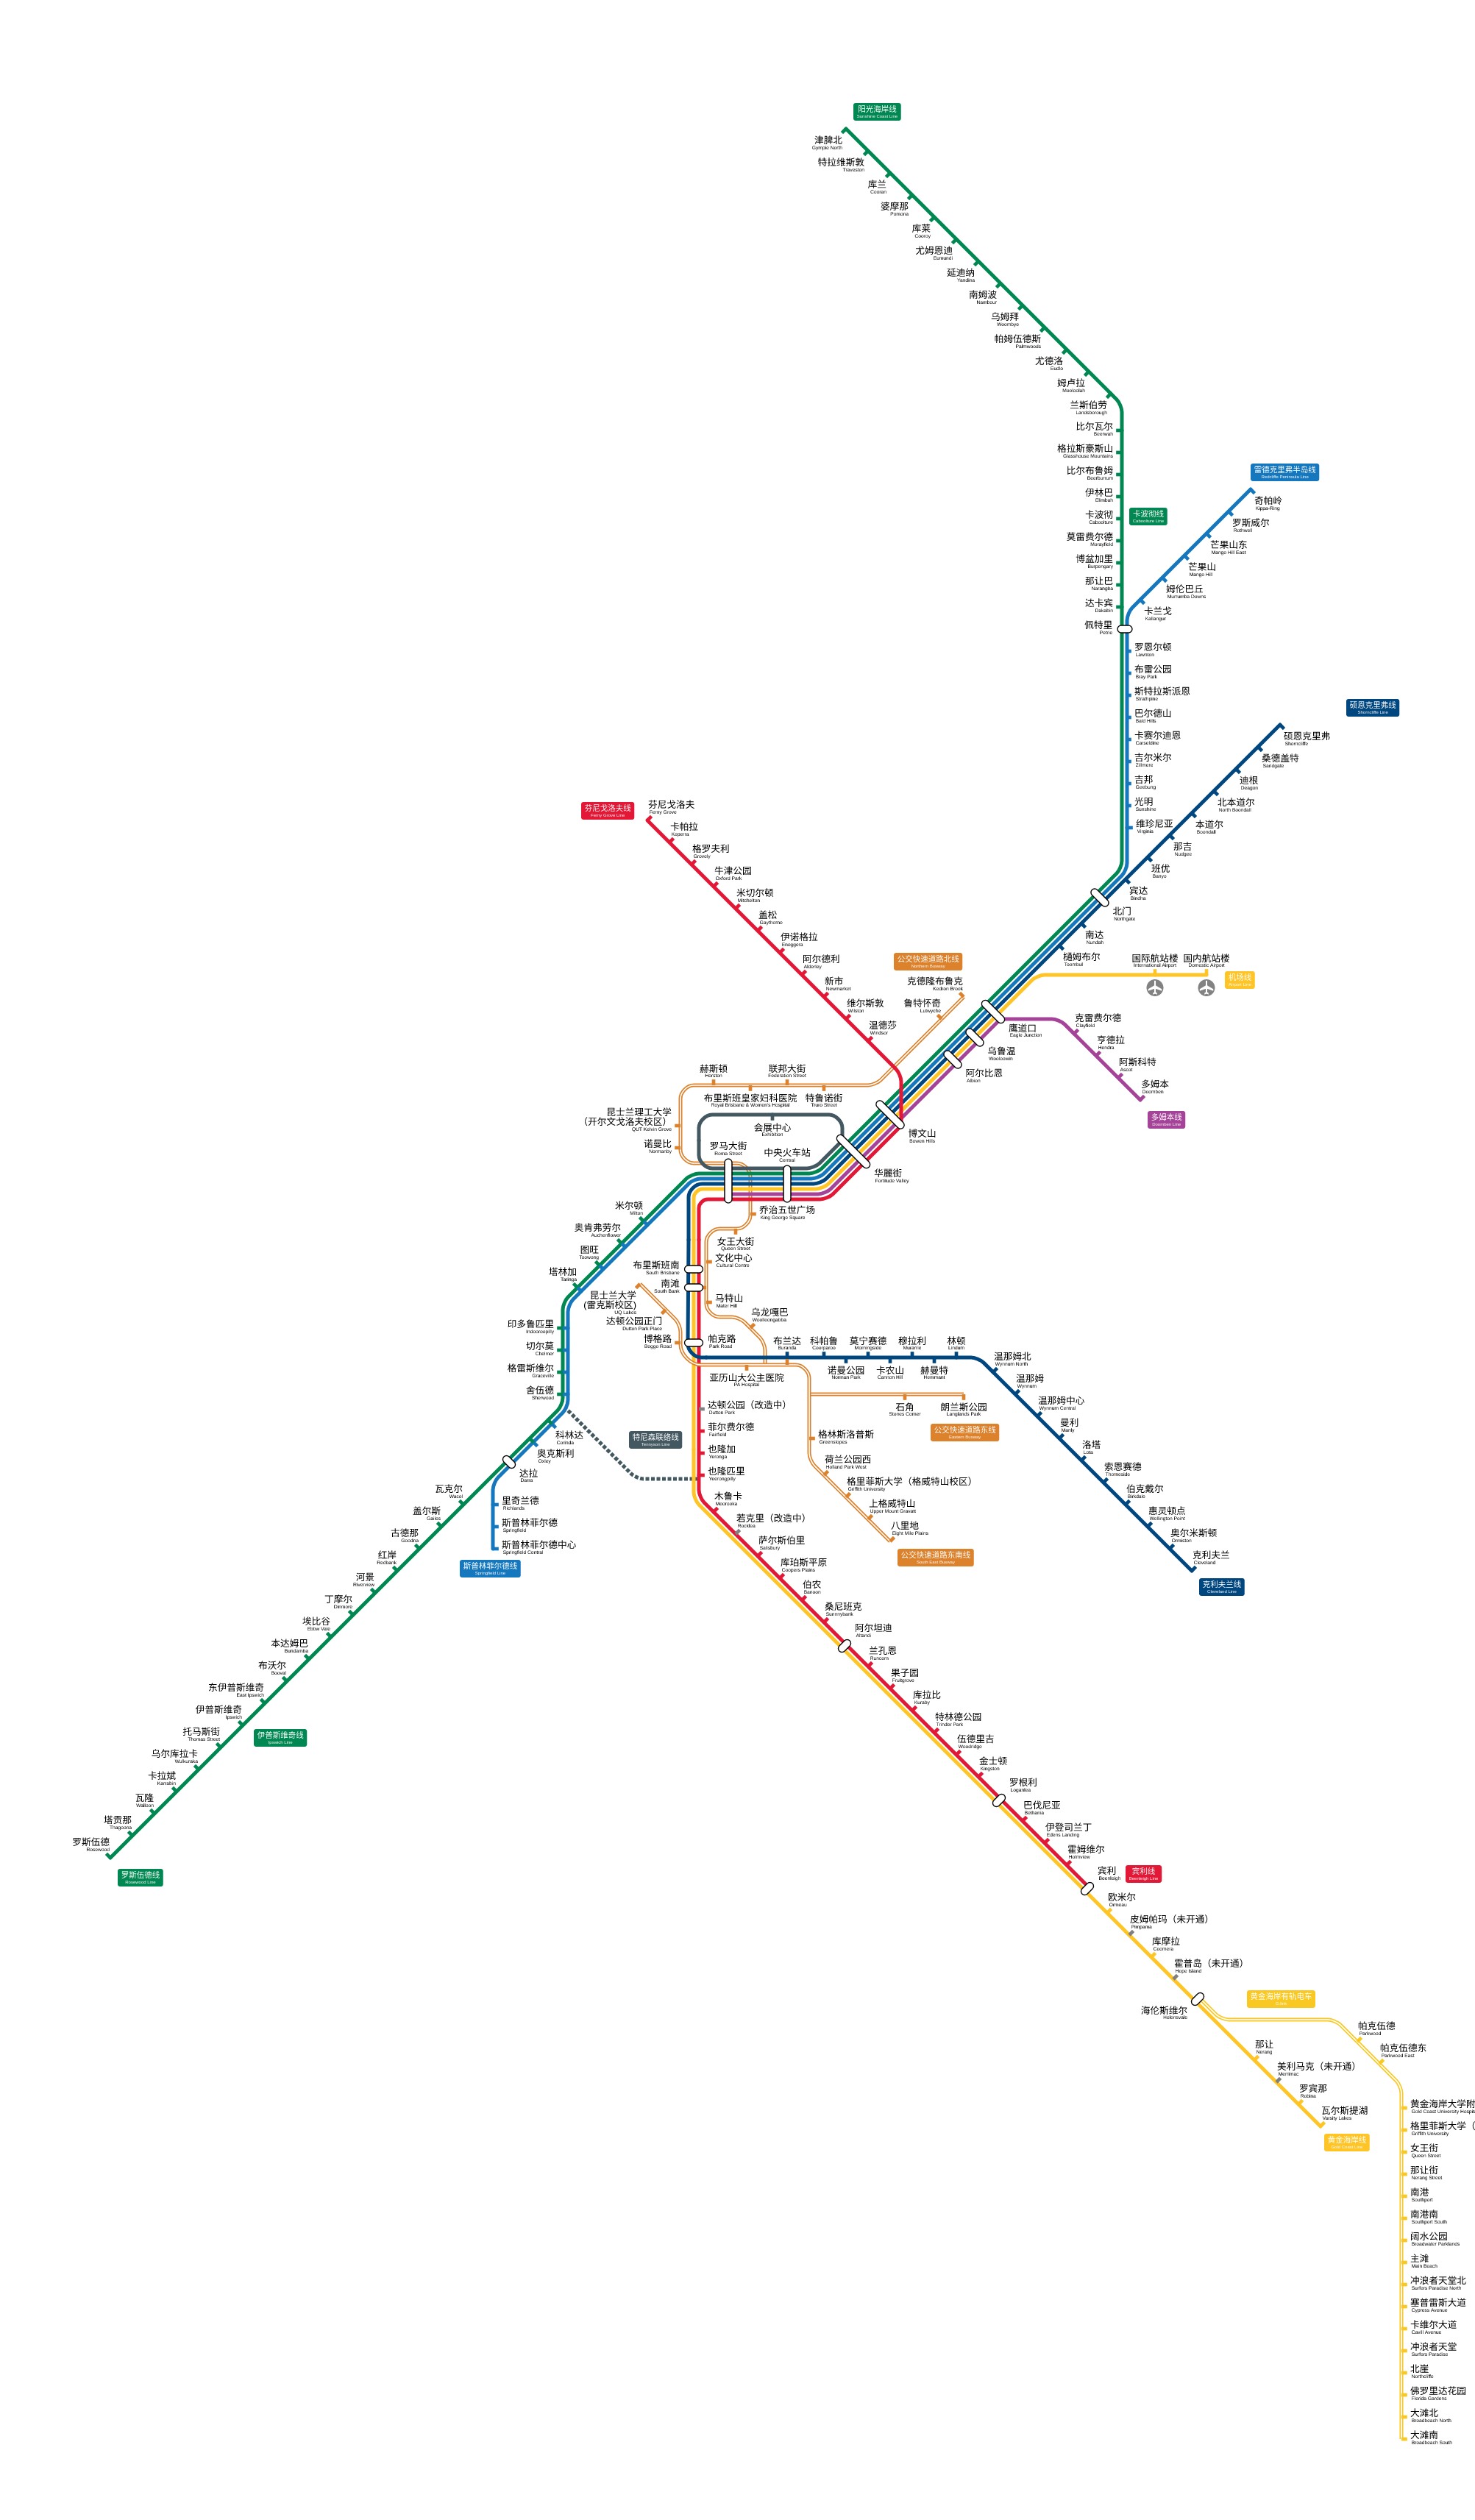 阳光海岸线
Sunshine Coast Line
津脾北
Gympie North
特拉维斯敦
Traveston
库兰
Cooran
婆摩那
Pomona
库莱
Cooroy
尤姆恩迪
Eumundi
延迪纳
Yandina
南姆波
Nambour
乌姆拜
Woombye
帕姆伍德斯
Palmwoods
尤德洛
Eudlo
姆卢拉
Mooloolah
兰斯伯劳
Landsborough
比尔瓦尔
Beerwah
格拉斯豪斯山
Glasshouse Mountains
比尔布鲁姆
Beerburrum
伊林巴
Elimbah
卡波彻
Caboolture
卡波彻线
Caboolture Line
莫雷费尔德
Morayfield
博盆加里
Burpengary
那让巴
Narangba
达卡宾
Dakabin
佩特里
Petrie
雷德克里弗半岛线
Redcliffe Peninsula Line
奇帕岭
Kippa-Ring
罗斯威尔
Rothwell
芒果山东
Mango Hill East
芒果山
Mango Hill
姆伦巴丘
Murrumba Downs
卡兰戈
Kallangur
罗恩尔顿
Lawnton
布雷公园
Bray Park
斯特拉斯派恩
Strathpine
巴尔德山
Bald Hills
卡赛尔迪恩
Carseldine
吉尔米尔
Zillmere
吉邦
Geebung
光明
Sunshine
维珍尼亚
Virginia
硕恩克里弗线
Shorncliffe Line
硕恩克里弗
Shorncliffe
桑德盖特
Sandgate
迪根
Deagon
北本道尔
North Boondall
本道尔
Boondall
那吉
Nudgee
班优
Banyo
宾达
Bindha
北门
Northgate
南达
Nundah
槌姆布尔
Toombul
芬尼戈洛夫线
Ferny Grove Line
芬尼戈洛夫
Ferny Grove
卡帕拉
Keperra
格罗夫利
Grovely
牛津公园
Oxford Park
米切尔顿
Mitchelton
盖松
Gaythorne
伊诺格拉
Enoggera
阿尔德利
Alderley
新市
Newmarket
维尔斯敦
Wilston
温德莎
Windsor
公交快速道路北线
Northern Busway
克德隆布鲁克
Kedron Brook
鲁特怀奇
Lutwyche
国际航站楼
International Airport
国内航站楼
Domestic Airport
机场线
Airport Line
鹰道口
Eagle Junction
乌鲁温
Wooloowin
阿尔比恩
Albion
克雷费尔德
Clayfield
亨德拉
Hendra
阿斯科特
Ascot
多姆本
Doomben
多姆本线
Doomben Line
赫斯顿
Herston
联邦大街
Federation Street
布里斯班皇家妇科医院
Royal Brisbane & Women's Hospital
特鲁诺街
Truro Street
昆士兰理工大学
（开尔文戈洛夫校区）
QUT Kelvin Grove
诺曼比
Normanby
会展中心
Exhibition
罗马大街
Roma Street
中央火车站
Central
博文山
Bowen Hills
华麗街
Fortitude Valley
乔治五世广场
King George Square
女王大街
Queen Street
文化中心
Cultural Centre
布里斯班南
South Brisbane
南滩
South Bank
马特山
Mater Hill
乌龙嘎巴
Woolloongabba
昆士兰大学
(雷克斯校区)
UQ Lakes
达顿公园正门
Dutton Park Place
博格路
Boggo Road
帕克路
Park Road
亚历山大公主医院
PA Hospital
米尔顿
Milton
奥肯弗劳尔
Auchenflower
图旺
Toowong
塔林加
Taringa
印多鲁匹里
Indooroopilly
切尔莫
Chelmer
格雷斯维尔
Graceville
舍伍德
Sherwood
科林达
Corinda
奥克斯利
Oxley
达拉
Darra
里奇兰德
Richlands
斯普林菲尔德
Springfield
斯普林菲尔德中心
Springfield Central
斯普林菲尔德线
Springfield Line
瓦克尔
Wacol
盖尔斯
Gailes
古德那
Goodna
红岸
Redbank
河景
Riverview
丁摩尔
Dinmore
埃比谷
Ebbw Vale
本达姆巴
Bundamba
布沃尔
Booval
东伊普斯维奇
East Ipswich
伊普斯维奇
Ipswich
伊普斯维奇线
Ipswich Line
托马斯街
Thomas Street
乌尔库拉卡
Wulkuraka
卡拉斌
Karrabin
瓦隆
Walloon
塔贡那
Thagoona
罗斯伍德
Rosewood
罗斯伍德线
Rosewood Line
布兰达
Buranda
科帕鲁
Coorparoo
诺曼公园
Norman Park
莫宁赛德
Morningside
卡农山
Cannon Hill
穆拉利
Murarrie
赫曼特
Hemmant
林顿
Lindum
温那姆北
Wynnum North
温那姆
Wynnum
温那姆中心
Wynnum Central
曼利
Manly
洛塔
Lota
索恩赛德
Thorneside
伯克戴尔
Birkdale
惠灵顿点
Wellington Point
奥尔米斯顿
Ormiston
克利夫兰
Cleveland
克利夫兰线
Cleveland Line
石角
Stones Corner
朗兰斯公园
Langlands Park
公交快速道路东线
Eastern Busway
格林斯洛普斯
Greenslopes
荷兰公园西
Holland Park West
格里菲斯大学（格威特山校区）
Griffith University
上格威特山
Upper Mount Gravatt
八里地
Eight Mile Plains
公交快速道路东南线
South East Busway
特尼森联络线
Tennyson Line
达顿公园（改造中）
Dutton Park
菲尔费尔德
Fairfield
也隆加
Yeronga
也隆匹里
Yeerongpilly
木鲁卡
Moorooka
若克里（改造中）
Rocklea
萨尔斯伯里
Salisbury
库珀斯平原
Coopers Plains
伯农
Banoon
桑尼班克
Sunnybank
阿尔坦迪
Altandi
兰孔恩
Runcorn
果子园
Fruitgrove
库拉比
Kuraby
特林德公园
Trinder Park
伍德里吉
Woodridge
金士顿
Kingston
罗根利
Loganlea
巴伐尼亚
Bethania
伊登司兰丁
Edens Landing
霍姆维尔
Holmview
宾利
Beenleigh
宾利线
Beenleigh Line
欧米尔
Ormeau
皮姆帕玛（未开通）
Pimpama
库摩拉
Coomera
霍普岛（未开通）
Hope Island
海伦斯维尔
Helensvale
那让
Nerang
美利马克（未开通）
Merrimac
罗宾那
Robina
瓦尔斯提湖
Varsity Lakes
黄金海岸线
Gold Coast Line
黄金海岸有轨电车
G:link
帕克伍德
Parkwood
帕克伍德东
Parkwood East
黄金海岸大学附
Gold Coast University Hospit
格里菲斯大学（
Griffith University
女王街
Queen Street
那让街
Nerang Street
南港
Southport
南港南
Southport South
阔水公园
Broadwater Parklands
主滩
Main Beach
冲浪者天堂北
Surfers Paradise North
塞普雷斯大道
Cypress Avenue
卡维尔大道
Cavill Avenue
冲浪者天堂
Surfers Paradise
北崖
Northcliffe
佛罗里达花园
Florida Gardens
大滩北
Broadbeach North
大滩南
Broadbeach South